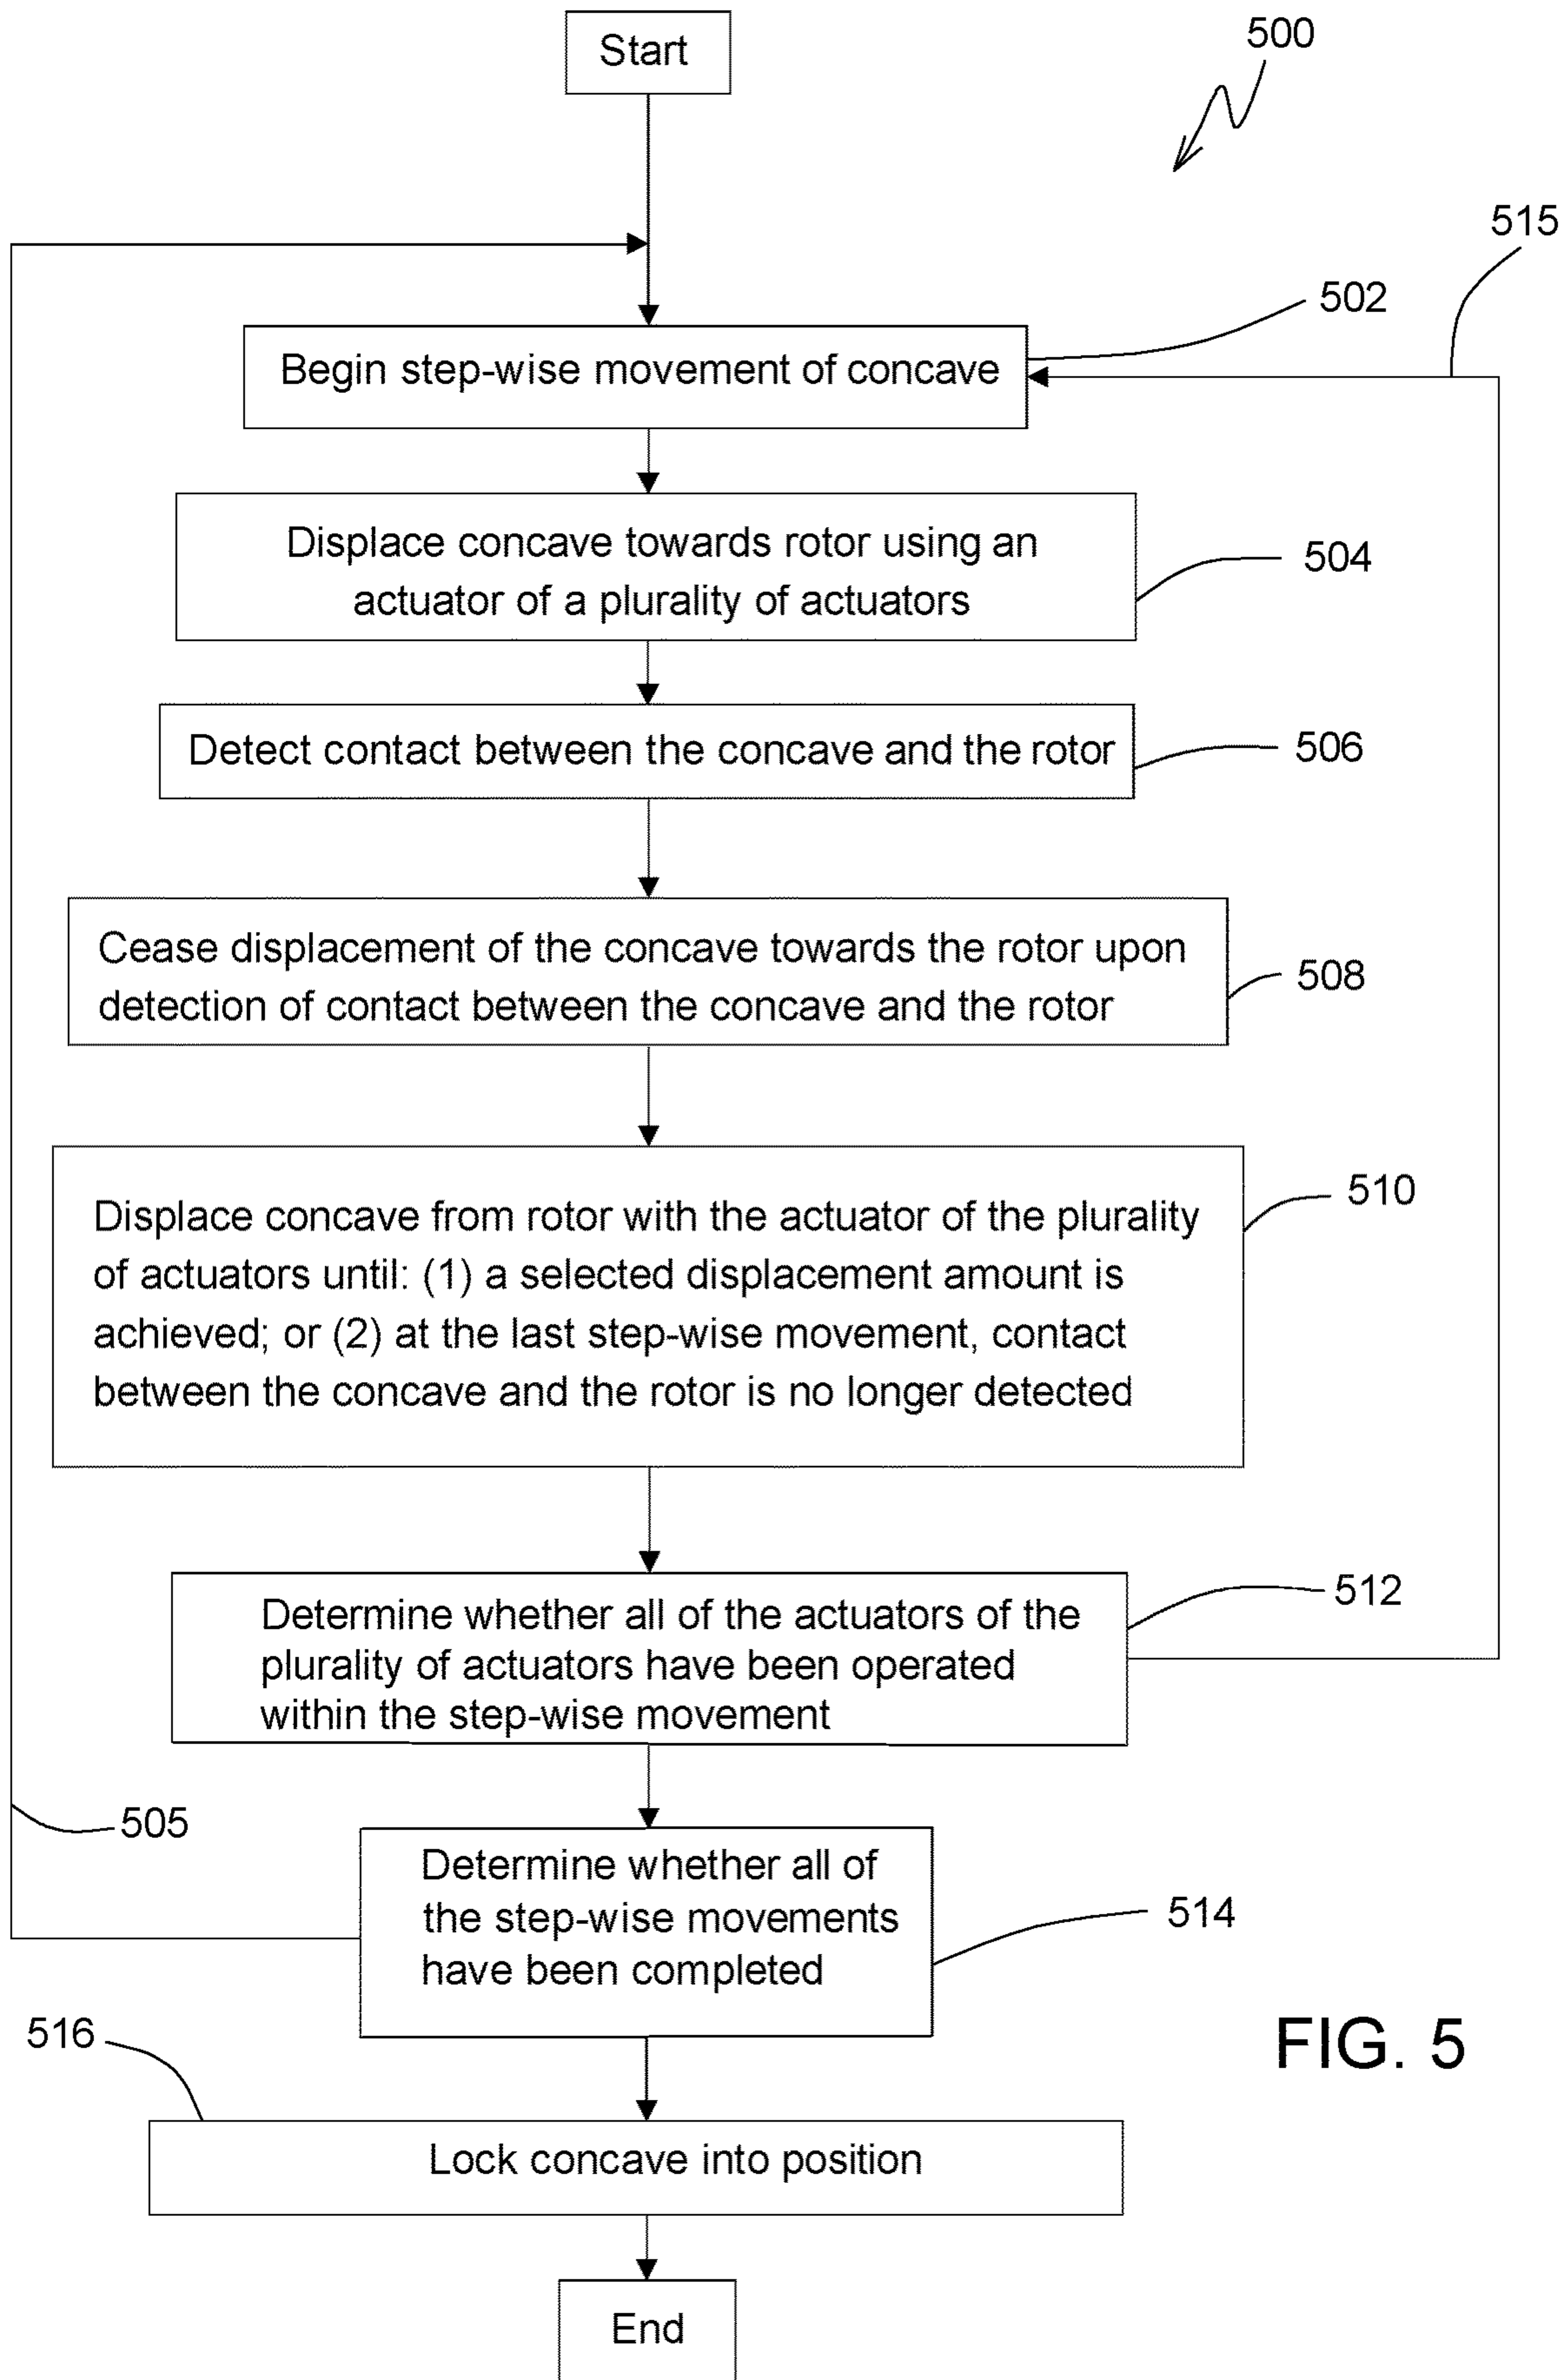 Start
500
515
502
Begin step-wise movement of concave
Displace concave towards rotor using an
actuator of a plurality of actuators
504
Detect contact between the concave and the rotor
506
Cease displacement of the concave towards the rotor upon
detection of contact between the concave and the rotor
508
510
Displace concave from rotor with the actuator of the plurality
of actuators until: (1) a selected displacement amount is
achieved; or (2) at the last step-wise movement, contact
between the concave and the rotor is no longer detected
512
Determine whether all of the actuators of the
plurality of actuators have been operated
within the step-wise movement
505
Determine whether all of
the step-wise movements
have been completed
514
516
FIG. 5
Lock concave into position
End